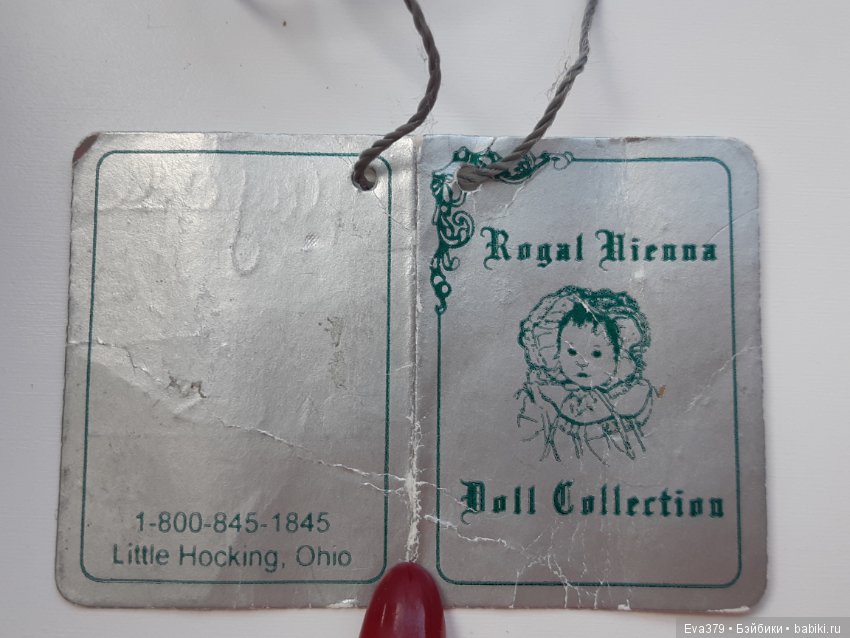 1-800-845-1845
Little Hocking, Ohio
Royal Vienna
Doll Collection
Eva379 • Бэйбики • babiki.ru